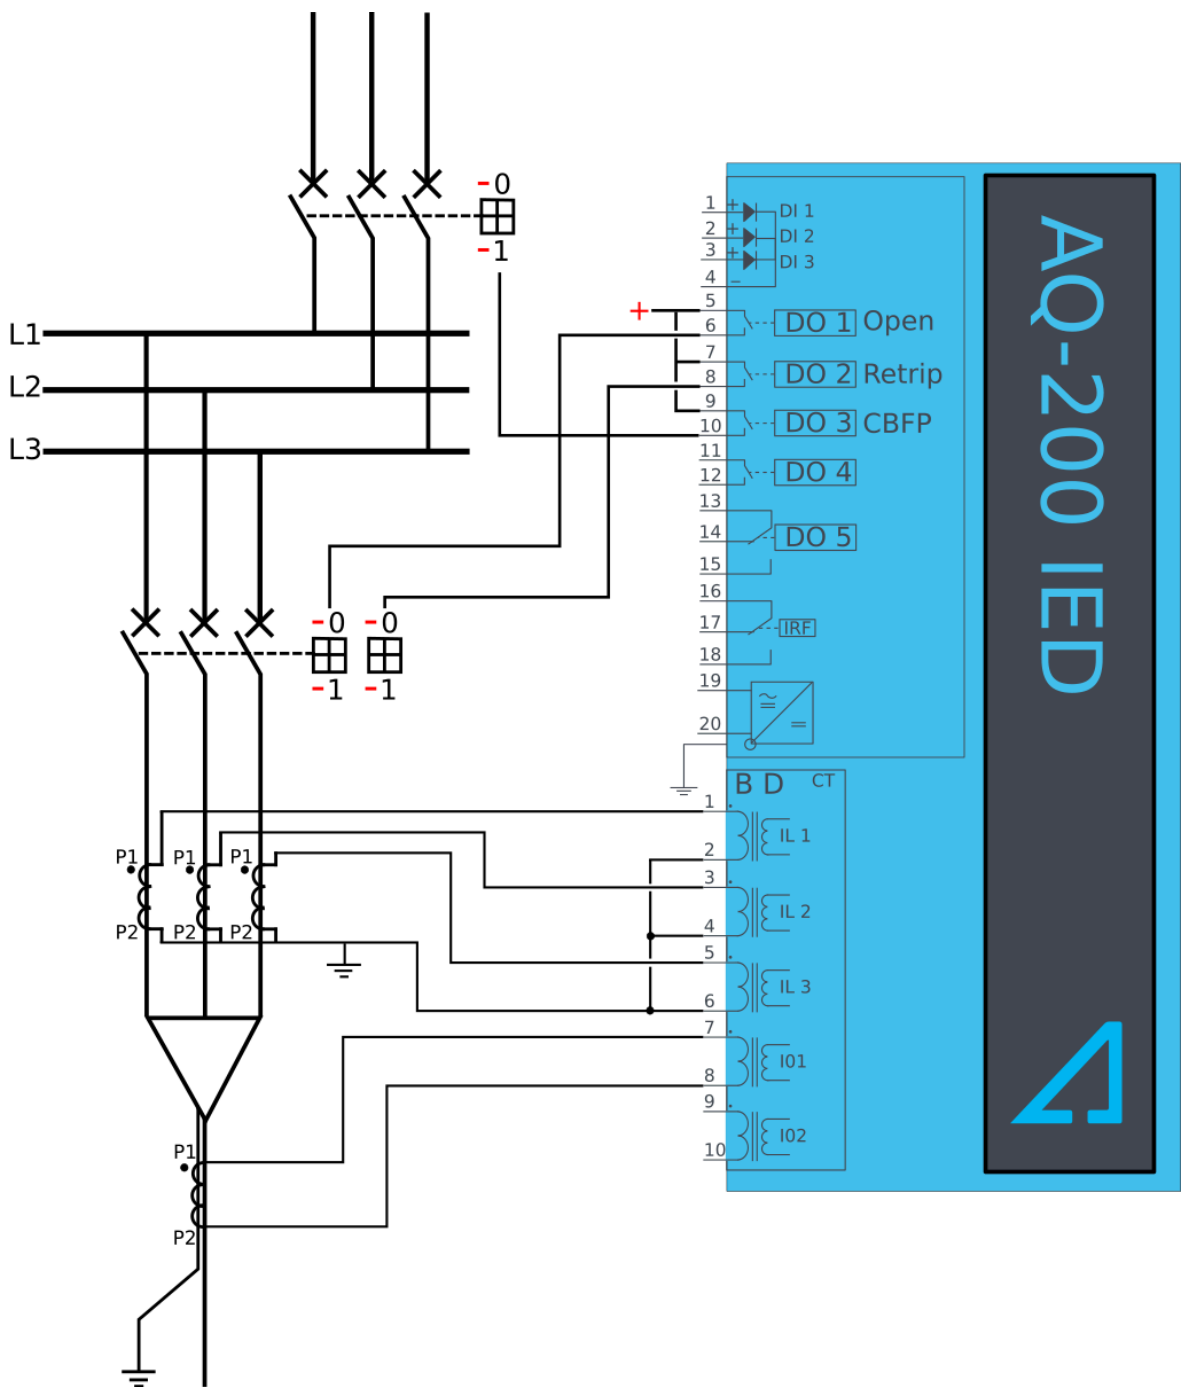 -0
-1
L1
L2
L3
-0 -0
-1 -1
P1 P1 P1
P2 P2 P2
P1
P2
+
1 + DI 1
2 + DI 2
3 + DI 3
4 −
5
6 DO 1 Open
7
8 DO 2 Retrip
9
10 DO 3 CBFP
11
12 DO 4
13
14 DO 5
15
16
17 IRF
18
19
20
B D CT
1
IL 1
2
3
IL 2
4
5
IL 3
6
7
I01
8
9
I02
10
AQ-200 IED